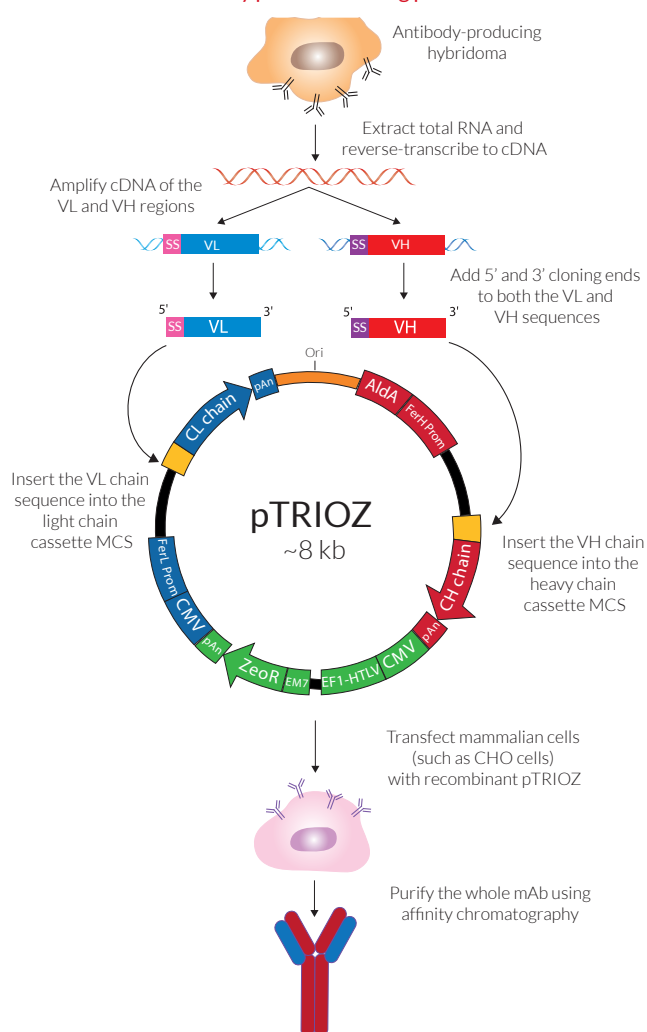 Antibody-producing
hybridoma
Extract total RNA and
reverse-transcribe to cDNA
Amplify cDNA of the
VL and VH regions
SS VL
SS VH
Add 5' and 3' cloning ends
to both the VL and
VH sequences
5' 3'
SS VL
5' 3'
SS VH
Ori
pAn
CL chain
AldA
FerH Prom
Insert the VL chain
sequence into the
light chain
cassette MCS
pTRIOZ
~8 kb
Insert the VH chain
sequence into the
heavy chain
cassette MCS
CH chain
pAn
FerL Prom
CMV
pAn
ZeoR
EM7
EF1-HTLV
CMV
Transfect mammalian cells
(such as CHO cells)
with recombinant pTRIOZ
Purify the whole mAb using
affinity chromatography